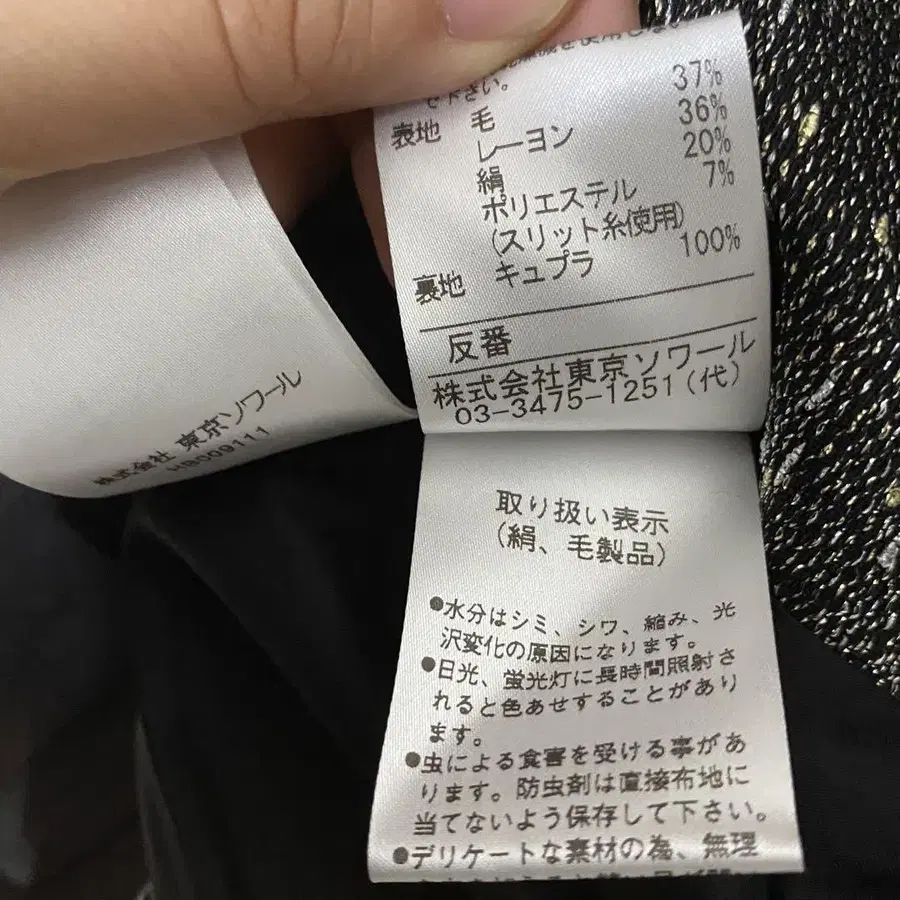 を使用しな
で下さい。
表地 毛 37%
レーヨン 36%
絹 20%
ポリエステル 7%
(スリット糸使用)
裏地 キュプラ 100%
反番
株式会社東京ソワール
03-3475-1251(代)
株式会社 東京ソワール
HB009111
取り扱い表示
(絹、毛製品)
●水分はシミ、シワ、縮み、光
沢変化の原因になります。
●日光、蛍光灯に長時間照射さ
れると色あせすることがあり
ます。
●虫による食害を受ける事があ
ります。防虫剤は直接布地に
当てないよう保存して下さい。
●デリケートな素材の為、無理